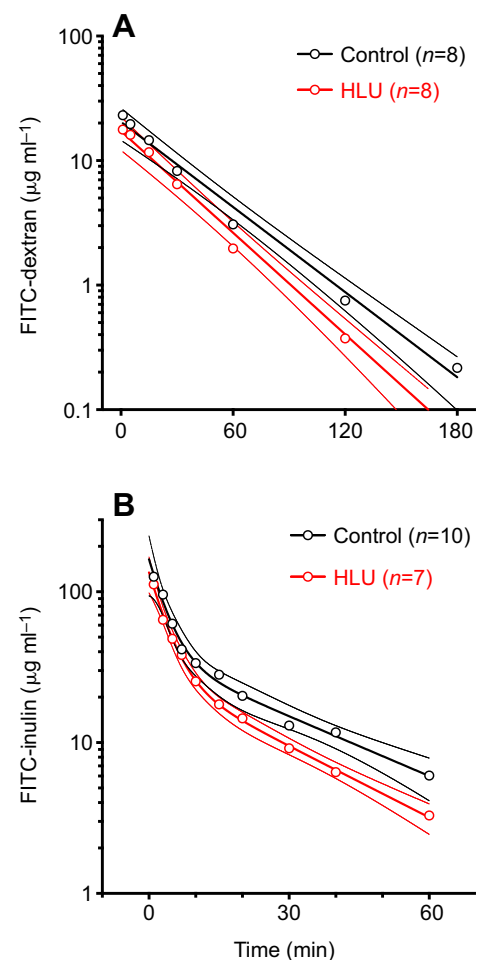 A
Control (n=8)
HLU (n=8)
FITC-dextran (μg ml–1)
100
10
1
0.1
0 60 120 180
B
Control (n=10)
HLU (n=7)
FITC-inulin (μg ml–1)
100
10
1
0 30 60
Time (min)